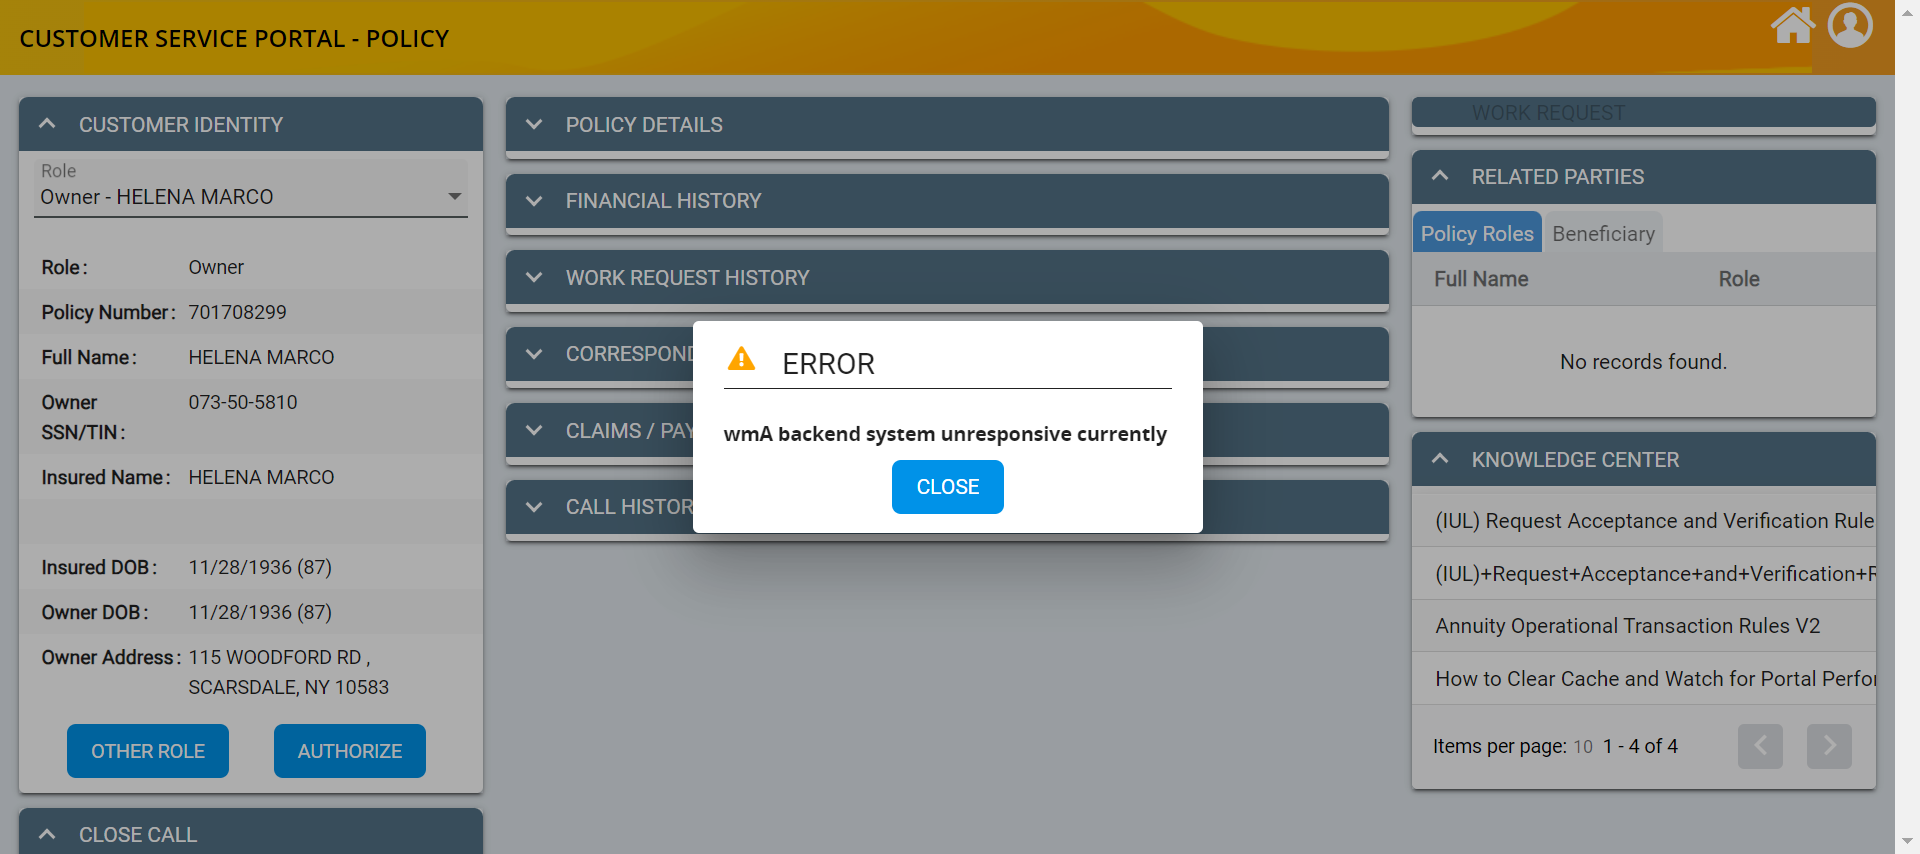 CUSTOMER SERVICE PORTAL - POLICY
CUSTOMER IDENTITY
Role
Owner - HELENA MARCO
Role: Owner
Policy Number: 701708299
Full Name: HELENA MARCO
Owner SSN/TIN: 073-50-5810
Insured Name: HELENA MARCO
Insured DOB: 11/28/1936 (87)
Owner DOB: 11/28/1936 (87)
Owner Address: 115 WOODFORD RD ,
SCARSDALE, NY 10583
OTHER ROLE
AUTHORIZE
CLOSE CALL
POLICY DETAILS
FINANCIAL HISTORY
WORK REQUEST HISTORY
CORRESPOND
CLAIMS / PAY
CALL HISTOR
ERROR
wmA backend system unresponsive currently
CLOSE
WORK REQUEST
RELATED PARTIES
Policy Roles Beneficiary
Full Name Role
No records found.
KNOWLEDGE CENTER
(IUL) Request Acceptance and Verification Rule
(IUL)+Request+Acceptance+and+Verification+R
Annuity Operational Transaction Rules V2
How to Clear Cache and Watch for Portal Perfor
Items per page: 10 1 - 4 of 4